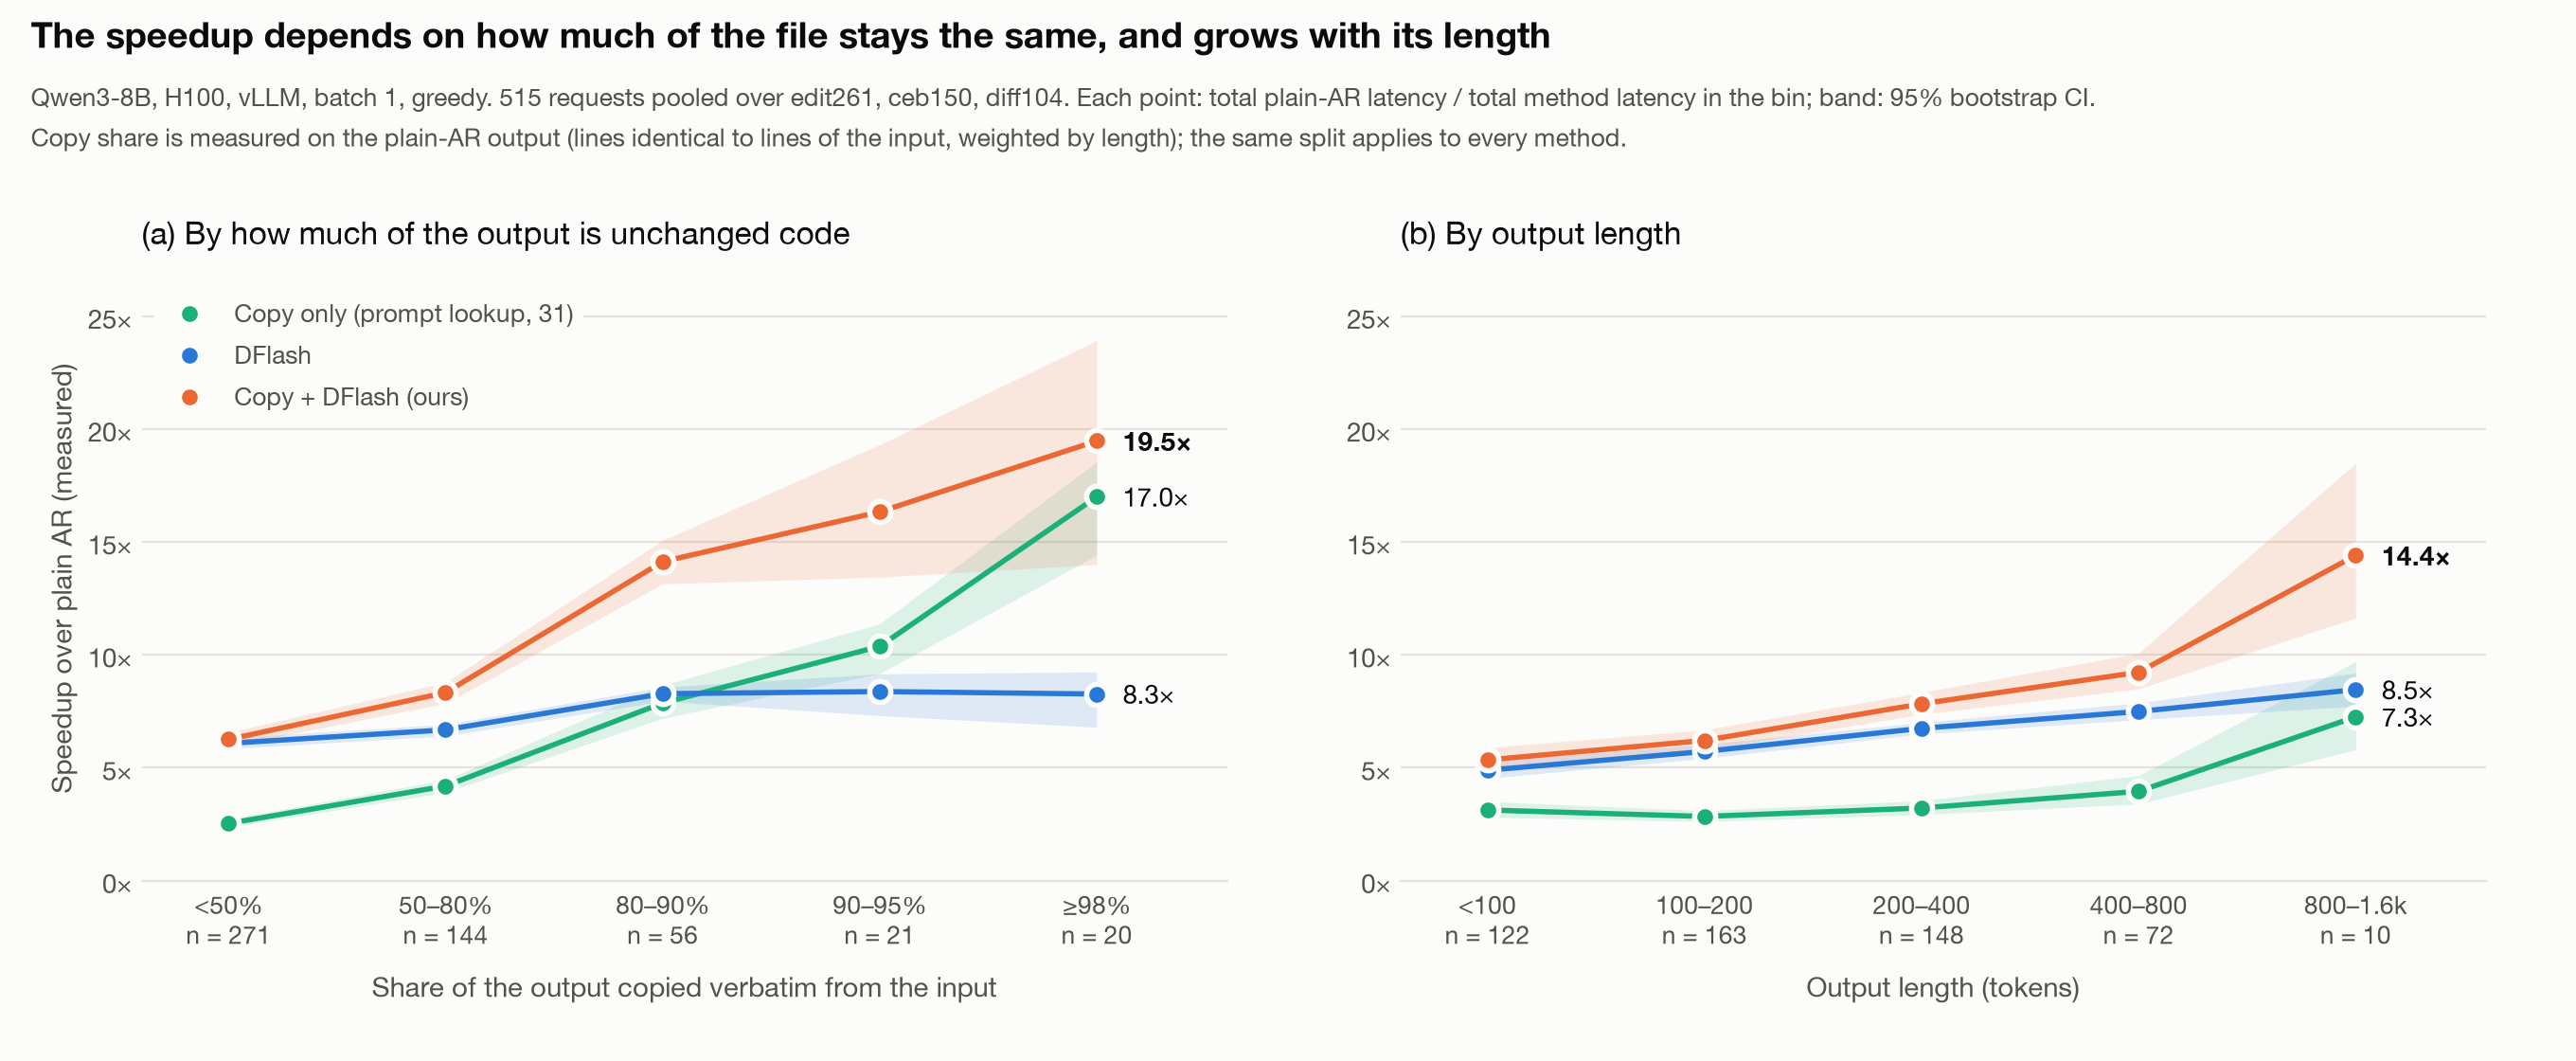 The speedup depends on how much of the file stays the same, and grows with its length
Qwen3-8B, H100, vLLM, batch 1, greedy. 515 requests pooled over edit261, ceb150, diff104. Each point: total plain-AR latency / total method latency in the bin; band: 95% bootstrap CI.
Copy share is measured on the plain-AR output (lines identical to lines of the input, weighted by length); the same split applies to every method.
(a) By how much of the output is unchanged code
Speedup over plain AR (measured)
25×
20×
15×
10×
5×
0×
Copy only (prompt lookup, 31)
DFlash
Copy + DFlash (ours)
19.5×
17.0×
8.3×
<50%
n = 271
50–80%
n = 144
80–90%
n = 56
90–95%
n = 21
≥98%
n = 20
Share of the output copied verbatim from the input
(b) By output length
25×
20×
15×
10×
5×
0×
14.4×
8.5×
7.3×
<100
n = 122
100–200
n = 163
200–400
n = 148
400–800
n = 72
800–1.6k
n = 10
Output length (tokens)